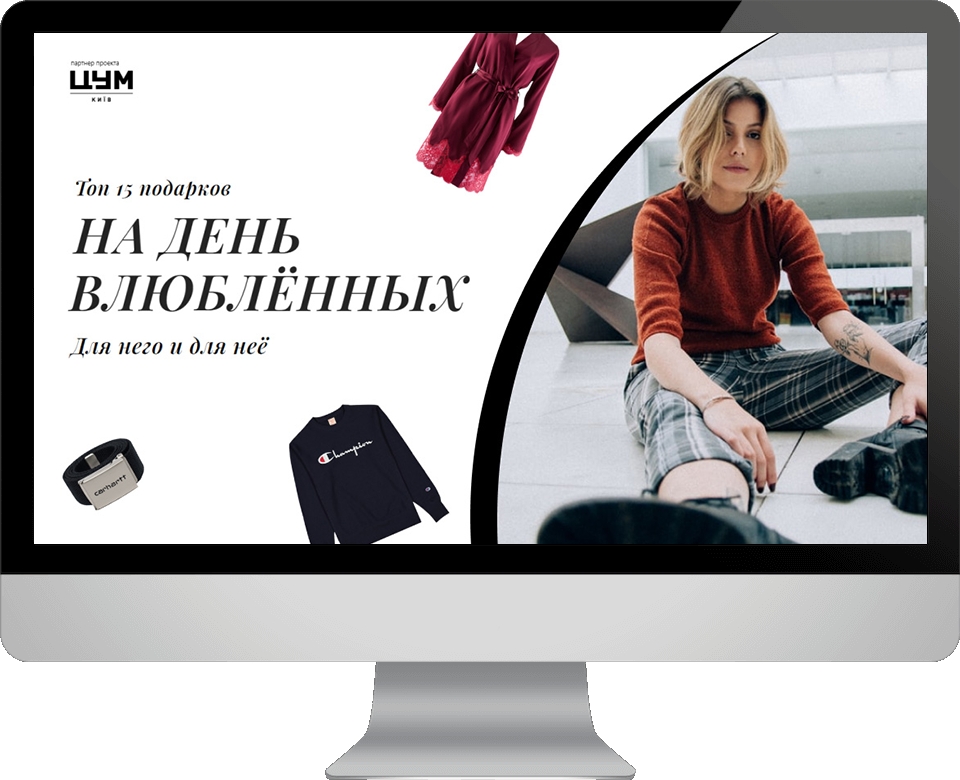 партнер проекта
ЦУМ
київ
Топ 15 подарков
НА ДЕНЬ
ВЛЮБЛЁННЫХ
Для него и для неё
carhartt
Champion